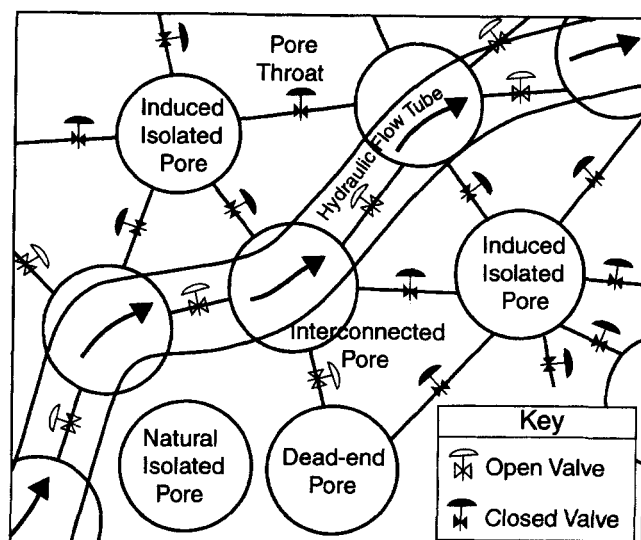 Pore
Throat
Induced
Isolated
Pore
Hydraulic Flow Tube
Induced
Isolated
Pore
Interconnected
Pore
Natural
Isolated
Pore
Dead-end
Pore
Key
Open Valve
Closed Valve